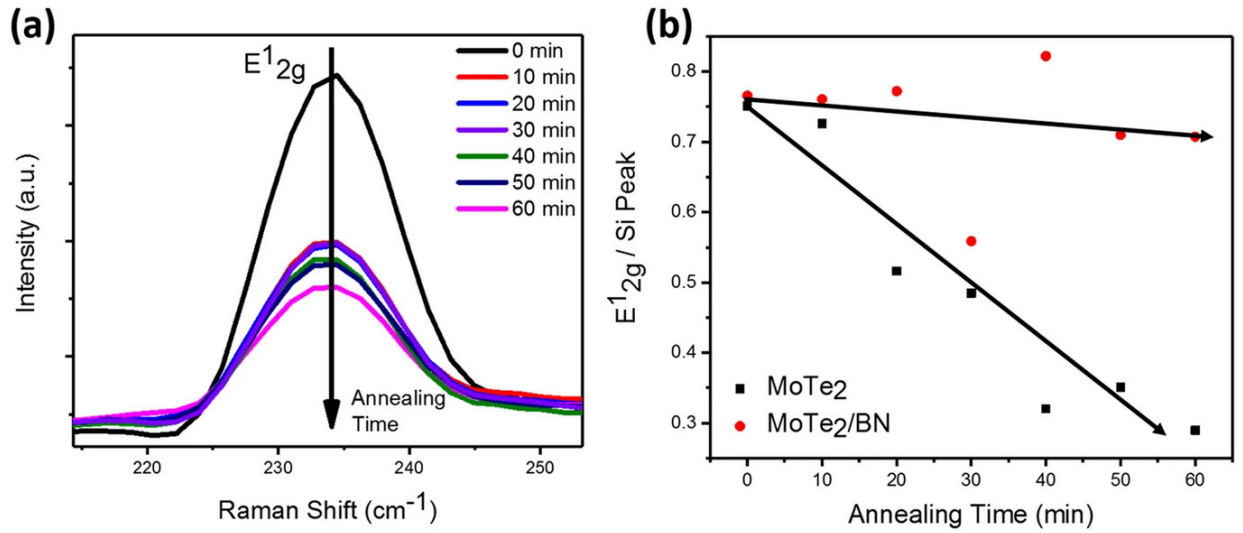 (a)
E¹2g
0 min
10 min
20 min
30 min
40 min
50 min
60 min
Annealing
Time
Intensity (a.u.)
220 230 240 250
Raman Shift (cm⁻¹)
(b)
0.8
0.7
0.6
0.5
0.4
0.3
E¹2g / Si Peak
MoTe₂
MoTe₂/BN
0 10 20 30 40 50 60
Annealing Time (min)